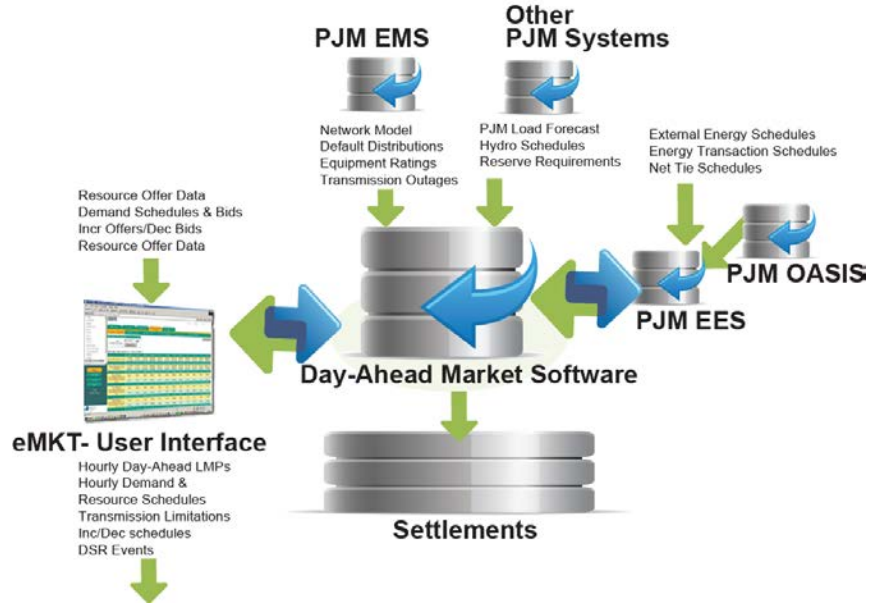 PJM EMS
Other
PJM Systems
Network Model
Default Distributions
Equipment Ratings
Transmission Outages
PJM Load Forecast
Hydro Schedules
Reserve Requirements
External Energy Schedules
Energy Transaction Schedules
Net Tie Schedules
Resource Offer Data
Demand Schedules & Bids
Incr Offers/Dec Bids
Resource Offer Data
PJM OASIS
PJM EES
Day-Ahead Market Software
eMKT- User Interface
Hourly Day-Ahead LMPs
Hourly Demand &
Resource Schedules
Transmission Limitations
Inc/Dec schedules
DSR Events
Settlements